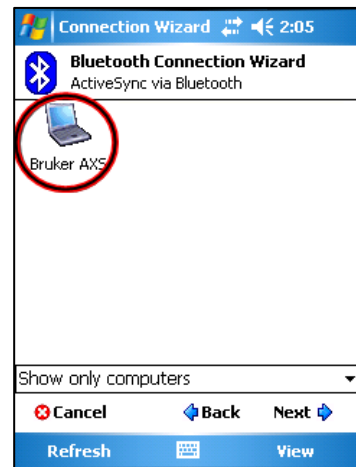 Connection Wizard 2:05
Bluetooth Connection Wizard
ActiveSync via Bluetooth
Bruker AXS
Show only computers
Cancel Back Next
Refresh View